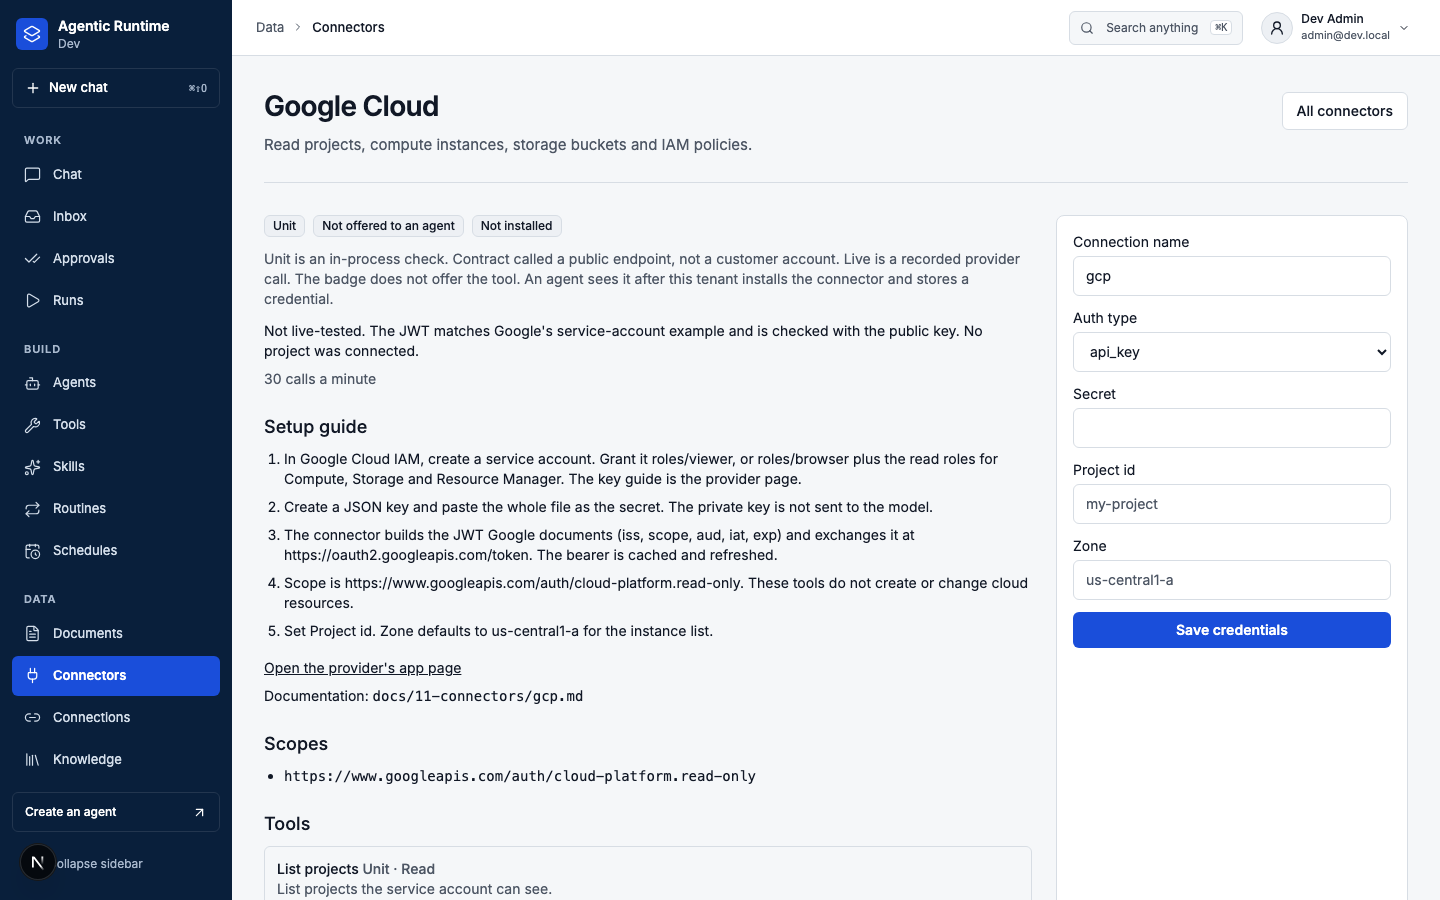 Agentic Runtime
Dev
New chat
⌘⇧O
WORK
Chat
Inbox
Approvals
Runs
BUILD
Agents
Tools
Skills
Routines
Schedules
DATA
Documents
Connectors
Connections
Knowledge
Create an agent
N
ollapse sidebar
Data
Connectors
Search anything
⌘K
Dev Admin
admin@dev.local
Google Cloud
Read projects, compute instances, storage buckets and IAM policies.
All connectors
Unit
Not offered to an agent
Not installed
Unit is an in-process check. Contract called a public endpoint, not a customer account. Live is a recorded provider
call. The badge does not offer the tool. An agent sees it after this tenant installs the connector and stores a
credential.
Not live-tested. The JWT matches Google's service-account example and is checked with the public key. No
project was connected.
30 calls a minute
Setup guide
1. In Google Cloud IAM, create a service account. Grant it roles/viewer, or roles/browser plus the read roles for
Compute, Storage and Resource Manager. The key guide is the provider page.
2. Create a JSON key and paste the whole file as the secret. The private key is not sent to the model.
3. The connector builds the JWT Google documents (iss, scope, aud, iat, exp) and exchanges it at
https://oauth2.googleapis.com/token. The bearer is cached and refreshed.
4. Scope is https://www.googleapis.com/auth/cloud-platform.read-only. These tools do not create or change cloud
resources.
5. Set Project id. Zone defaults to us-central1-a for the instance list.
Open the provider's app page
Documentation: docs/11-connectors/gcp.md
Scopes
• https://www.googleapis.com/auth/cloud-platform.read-only
Tools
List projects Unit · Read
List projects the service account can see.
Connection name
gcp
Auth type
api_key
Secret
Project id
my-project
Zone
us-central1-a
Save credentials